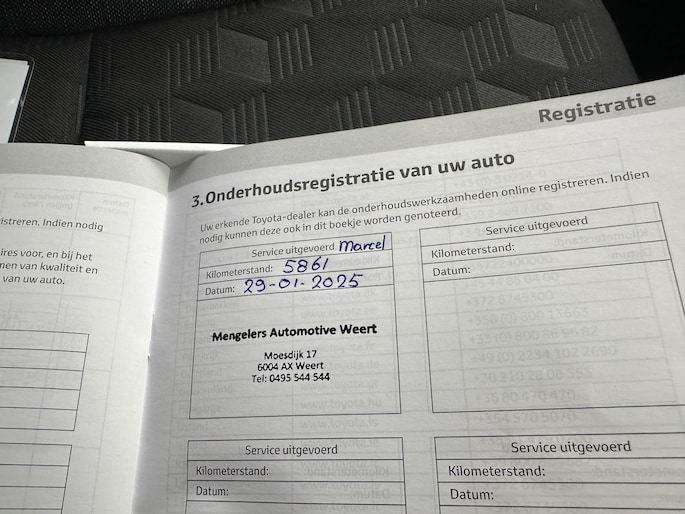 Registratie
3.Onderhoudsregistratie van uw auto
Uw erkende Toyota-dealer kan de onderhoudswerkzaamheden online registreren. Indien
nodig kunnen deze ook in dit boekje worden genoteerd.
istreren. Indien nodig
ires voor, en bij het
nen van kwaliteit en
van uw auto.
Service uitgevoerd Marcel
Kilometerstand: 5861
Datum: 29-01-2025
Mengelers Automotive Weert
Moesdijk 17
6004 AX Weert
Tel: 0495 544 544
Service uitgevoerd
Kilometerstand:
Datum:
Service uitgevoerd
Kilometerstand:
Datum:
Service uitgevoerd
Kilometerstand:
Datum: